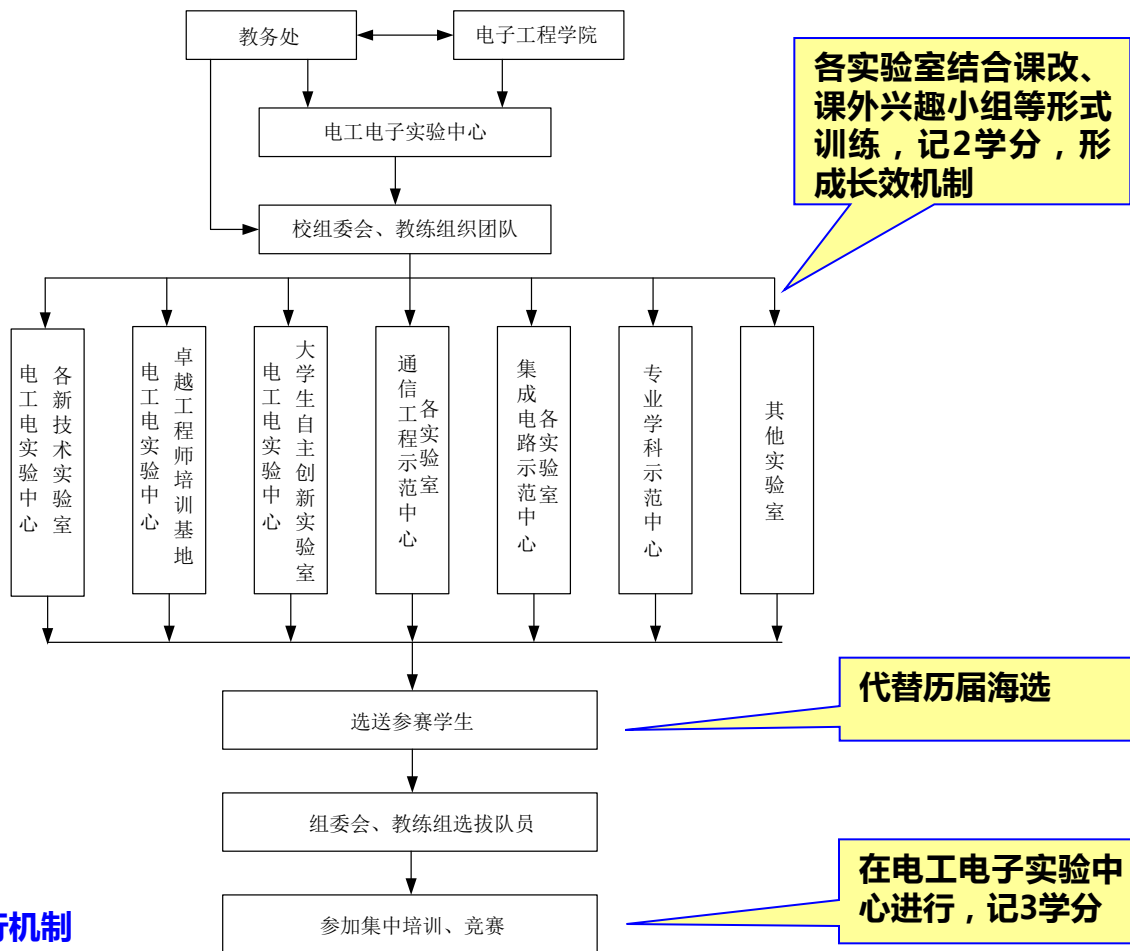 教务处
电子工程学院
电工电子实验中心
校组委会、教练组织团队
各实验室结合课改、
课外兴趣小组等形式
训练，记2学分，形
成长效机制
电工电实验中心
各新技术实验室
电工电实验中心
卓越工程师培训基地
电工电实验中心
大学生自主创新实验室
通信工程示范中心
各实验室
集成电路示范中心
各实验室
专业学科示范中心
其他实验室
选送参赛学生
代替历届海选
组委会、教练组选拔队员
参加集中培训、竞赛
在电工电子实验中
心进行，记3学分
行机制